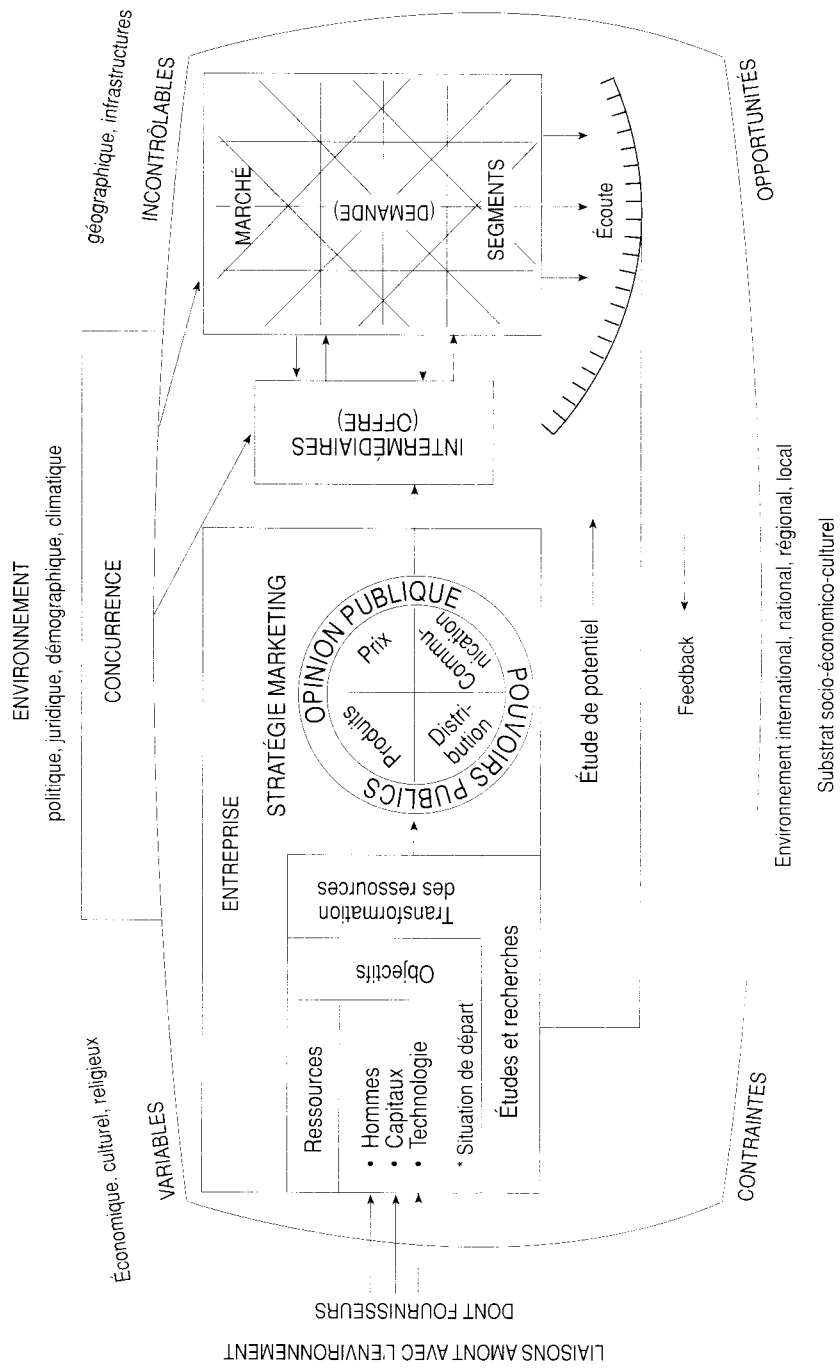 ENVIRONNEMENT
politique, juridique, démographique, climatique
Économique, culturel, religieux
géographique, infrastructures
VARIABLES
CONCURRENCE
INCONTRÔLABLES
LIAISONS AMONT AVEC L'ENVIRONNEMENT
DONT FOURNISSEURS
ENTREPRISE
Ressources
• Hommes
• Capitaux
• Technologie
* Situation de départ
Études et recherches
Objectifs
Transformation
des ressources
STRATÉGIE MARKETING
OPINION PUBLIQUE
POUVOIRS PUBLICS
Produits
Prix
Distri-
bution
Commu-
nication
INTERMÉDIAIRES
(OFFRE)
MARCHÉ
(DEMANDE)
SEGMENTS
Écoute
Étude de potentiel
Feedback
CONTRAINTES
OPPORTUNITÉS
Environnement international, national, régional, local
Substrat socio-économico-culturel